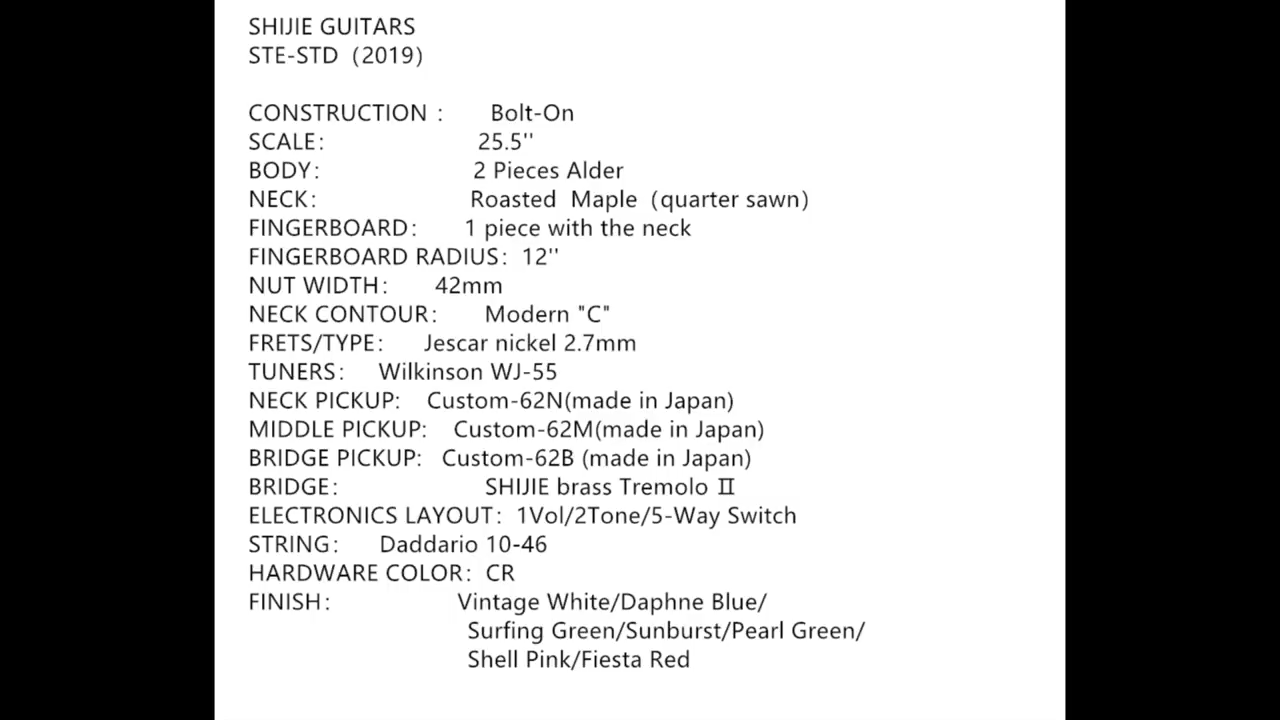 SHIJIE GUITARS
STE-STD（2019）
CONSTRUCTION： Bolt-On
SCALE： 25.5''
BODY： 2 Pieces Alder
NECK： Roasted Maple（quarter sawn）
FINGERBOARD： 1 piece with the neck
FINGERBOARD RADIUS： 12''
NUT WIDTH： 42mm
NECK CONTOUR： Modern "C"
FRETS/TYPE： Jescar nickel 2.7mm
TUNERS： Wilkinson WJ-55
NECK PICKUP: Custom-62N(made in Japan)
MIDDLE PICKUP: Custom-62M(made in Japan)
BRIDGE PICKUP: Custom-62B (made in Japan)
BRIDGE： SHIJIE brass Tremolo Ⅱ
ELECTRONICS LAYOUT： 1Vol/2Tone/5-Way Switch
STRING： Daddario 10-46
HARDWARE COLOR： CR
FINISH： Vintage White/Daphne Blue/
Surfing Green/Sunburst/Pearl Green/
Shell Pink/Fiesta Red